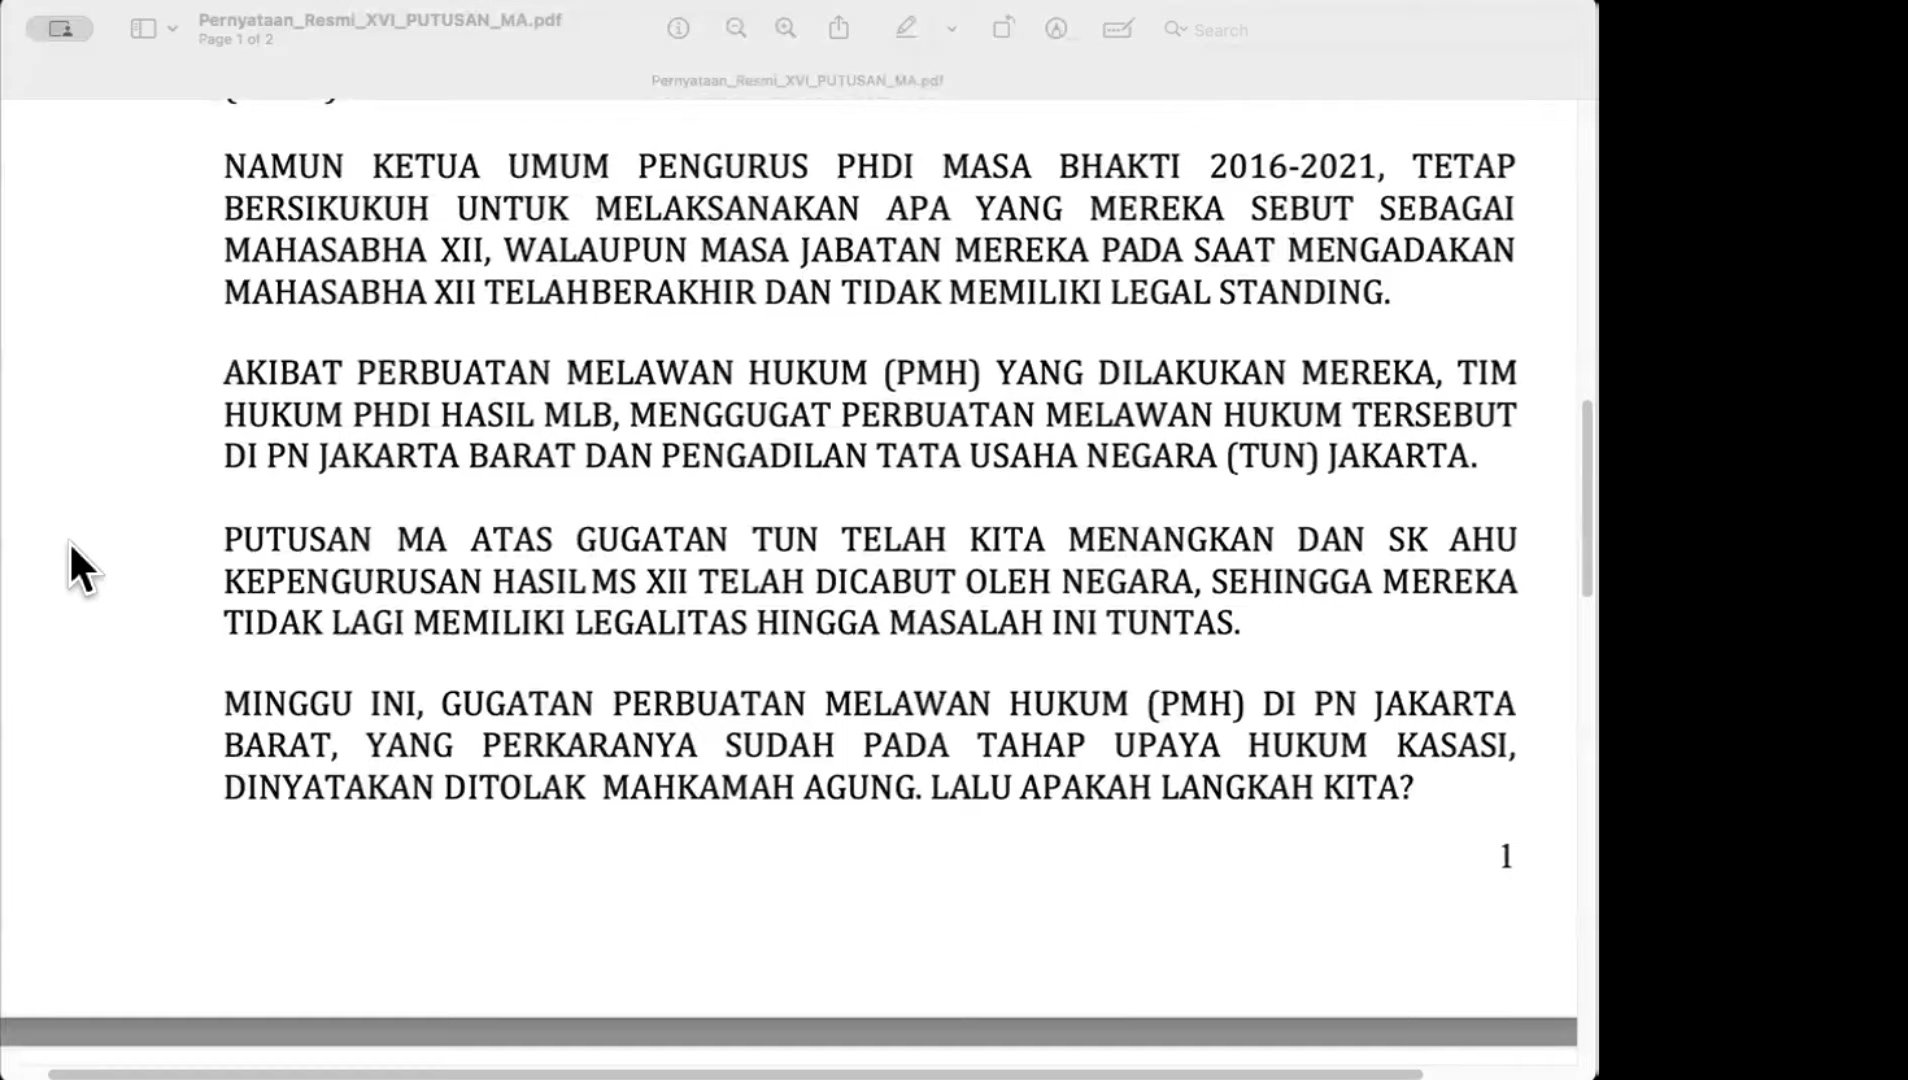 Pernyataan_Resmi_XVI_PUTUSAN_MA.pdf
Page 1 of 2
Search
Pernyataan_Resmi_XVI_PUTUSAN_MA.pdf
NAMUN KETUA UMUM PENGURUS PHDI MASA BHAKTI 2016-2021, TETAP
BERSIKUKUH UNTUK MELAKSANAKAN APA YANG MEREKA SEBUT SEBAGAI
MAHASABHA XII, WALAUPUN MASA JABATAN MEREKA PADA SAAT MENGADAKAN
MAHASABHA XII TELAHBERAKHIR DAN TIDAK MEMILIKI LEGAL STANDING.
AKIBAT PERBUATAN MELAWAN HUKUM (PMH) YANG DILAKUKAN MEREKA, TIM
HUKUM PHDI HASIL MLB, MENGGUGAT PERBUATAN MELAWAN HUKUM TERSEBUT
DI PN JAKARTA BARAT DAN PENGADILAN TATA USAHA NEGARA (TUN) JAKARTA.
PUTUSAN MA ATAS GUGATAN TUN TELAH KITA MENANGKAN DAN SK AHU
KEPENGURUSAN HASIL MS XII TELAH DICABUT OLEH NEGARA, SEHINGGA MEREKA
TIDAK LAGI MEMILIKI LEGALITAS HINGGA MASALAH INI TUNTAS.
MINGGU INI, GUGATAN PERBUATAN MELAWAN HUKUM (PMH) DI PN JAKARTA
BARAT, YANG PERKARANYA SUDAH PADA TAHAP UPAYA HUKUM KASASI,
DINYATAKAN DITOLAK MAHKAMAH AGUNG. LALU APAKAH LANGKAH KITA?
1